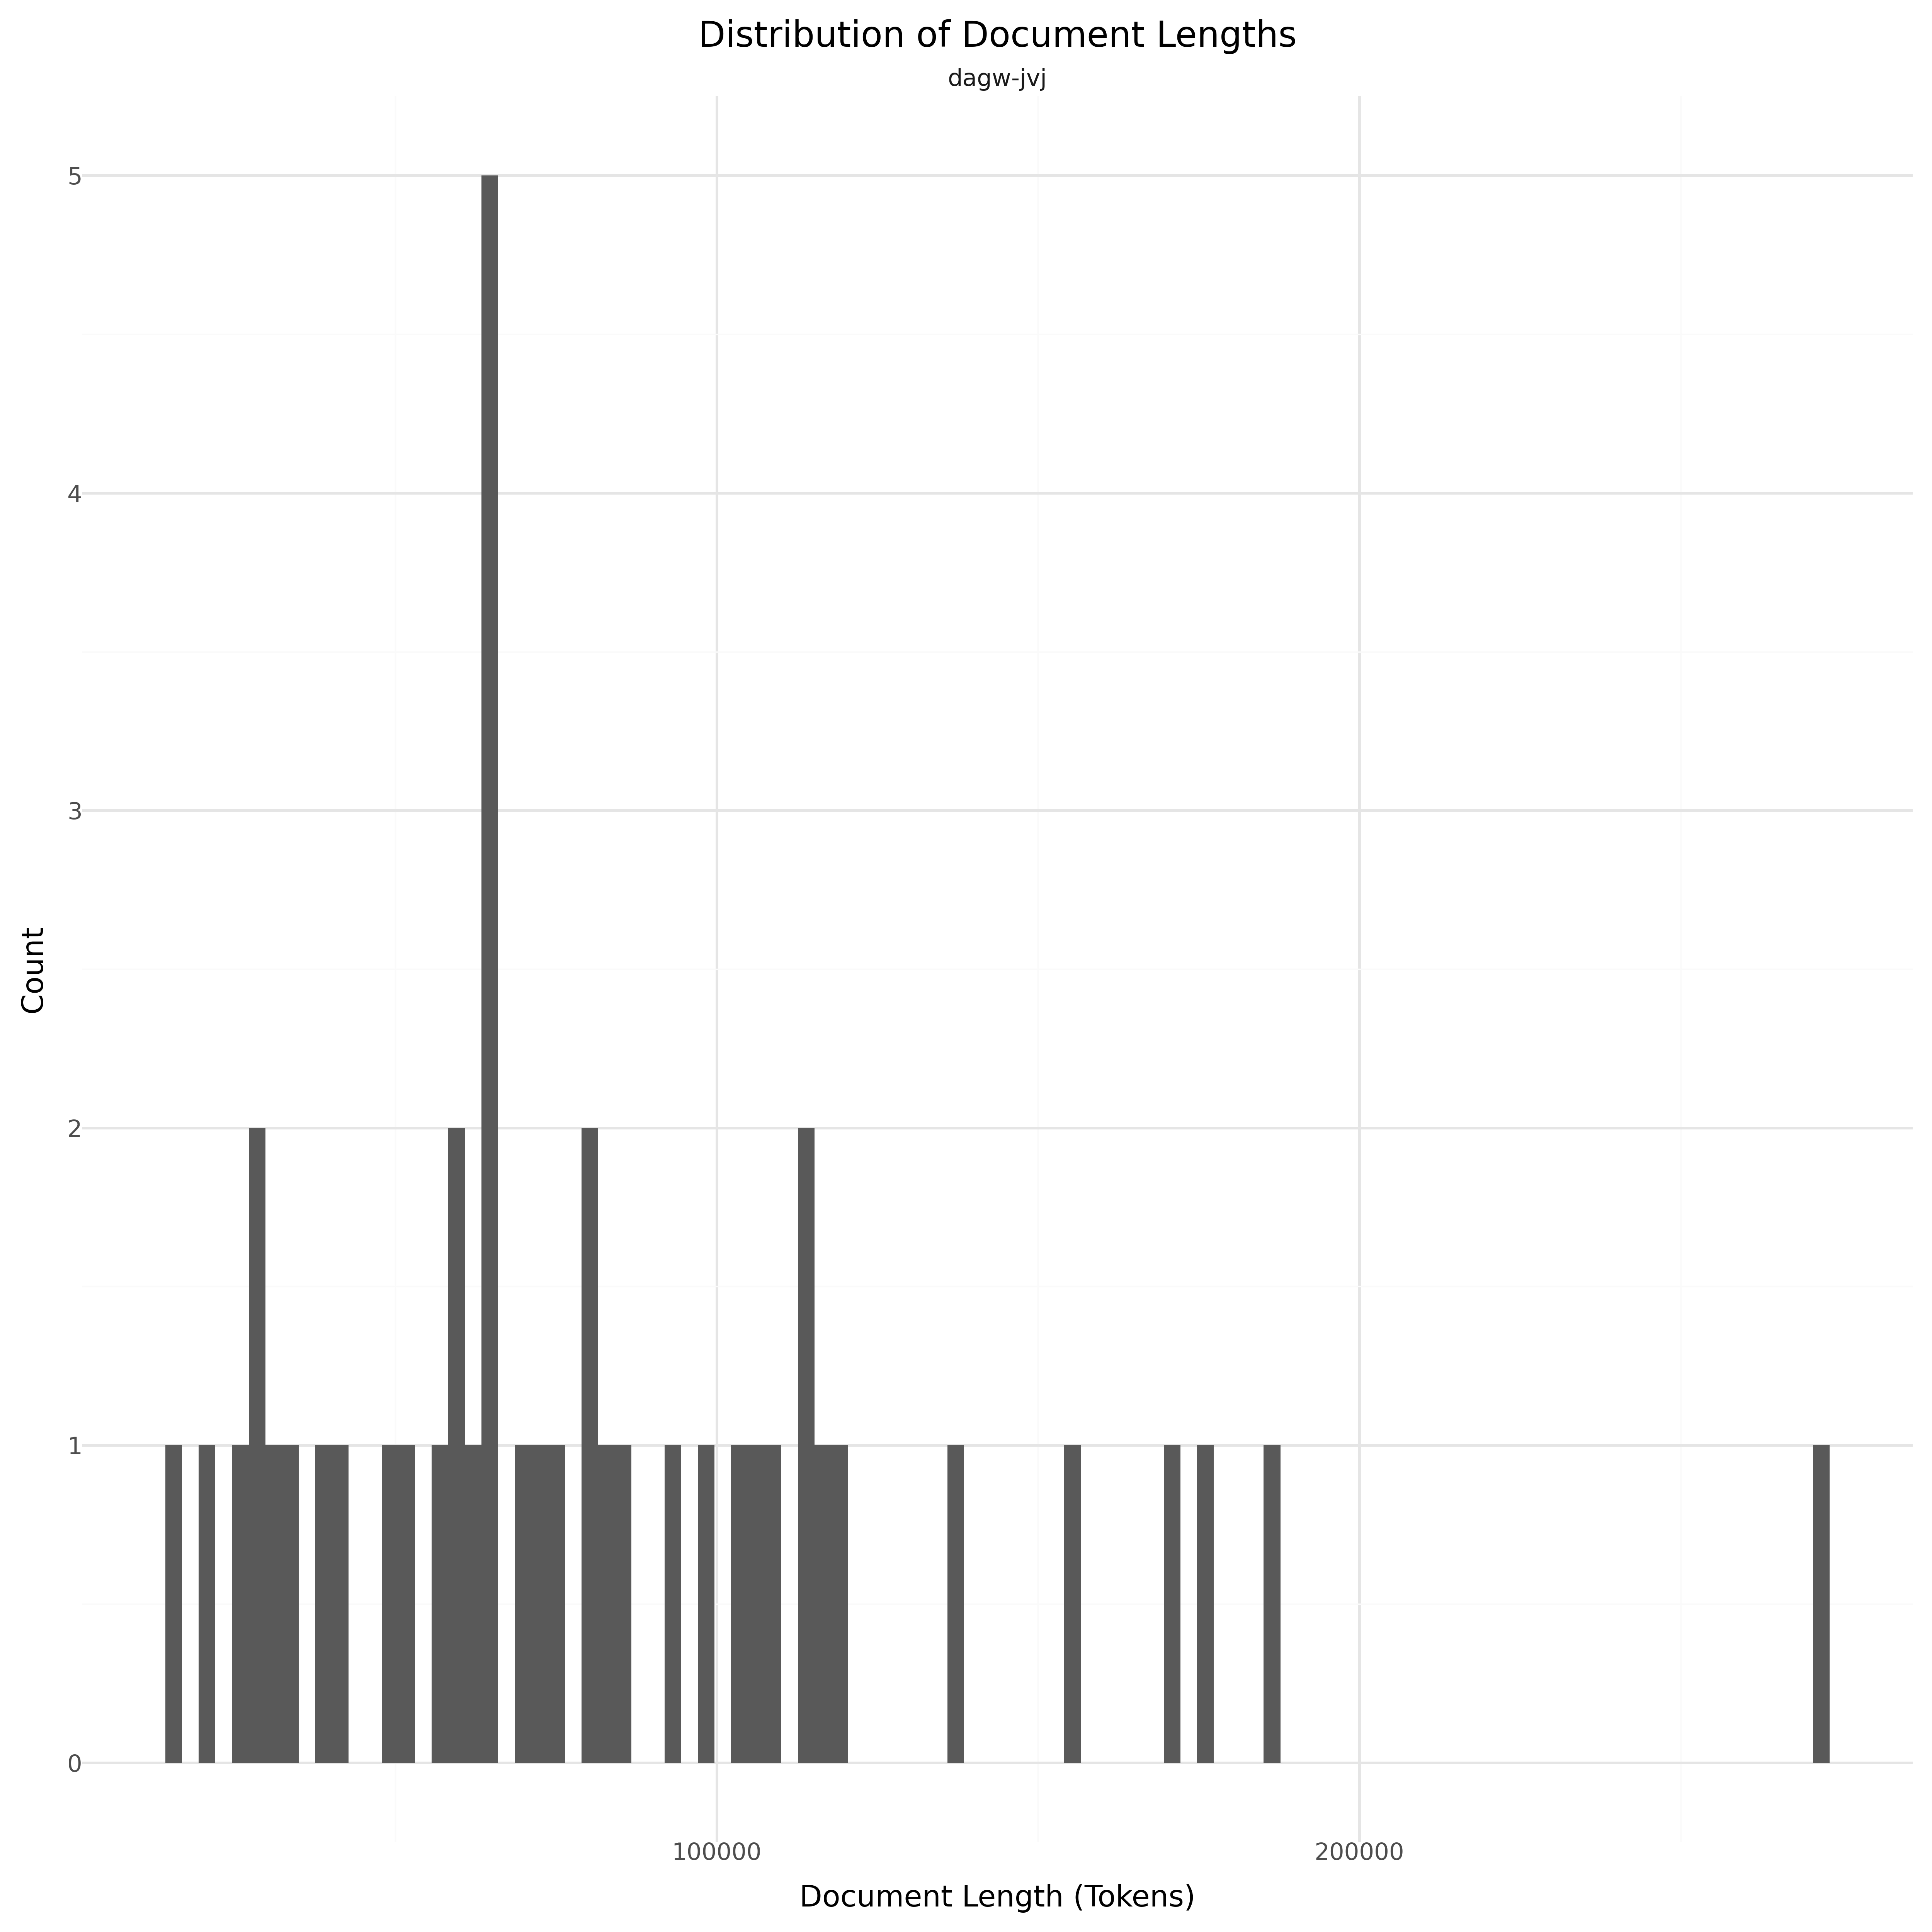 Distribution of Document Lengths
dagw-jvj
5
4
3
2
1
0
Count
100000
200000
Document Length (Tokens)